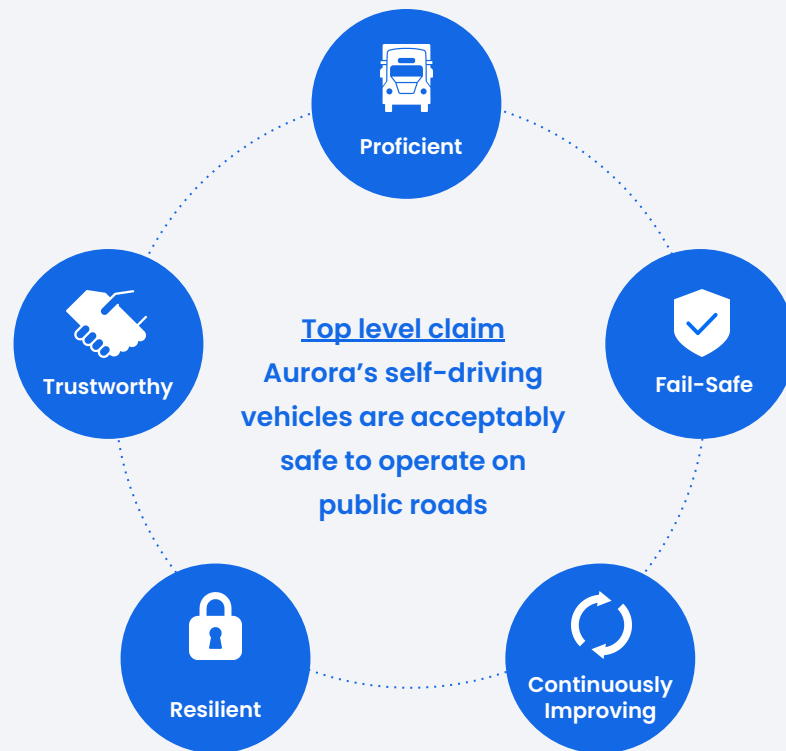 Proficient
Trustworthy
Top level claim
Aurora’s self-driving
vehicles are acceptably
safe to operate on
public roads
Fail-Safe
Resilient
Continuously
Improving